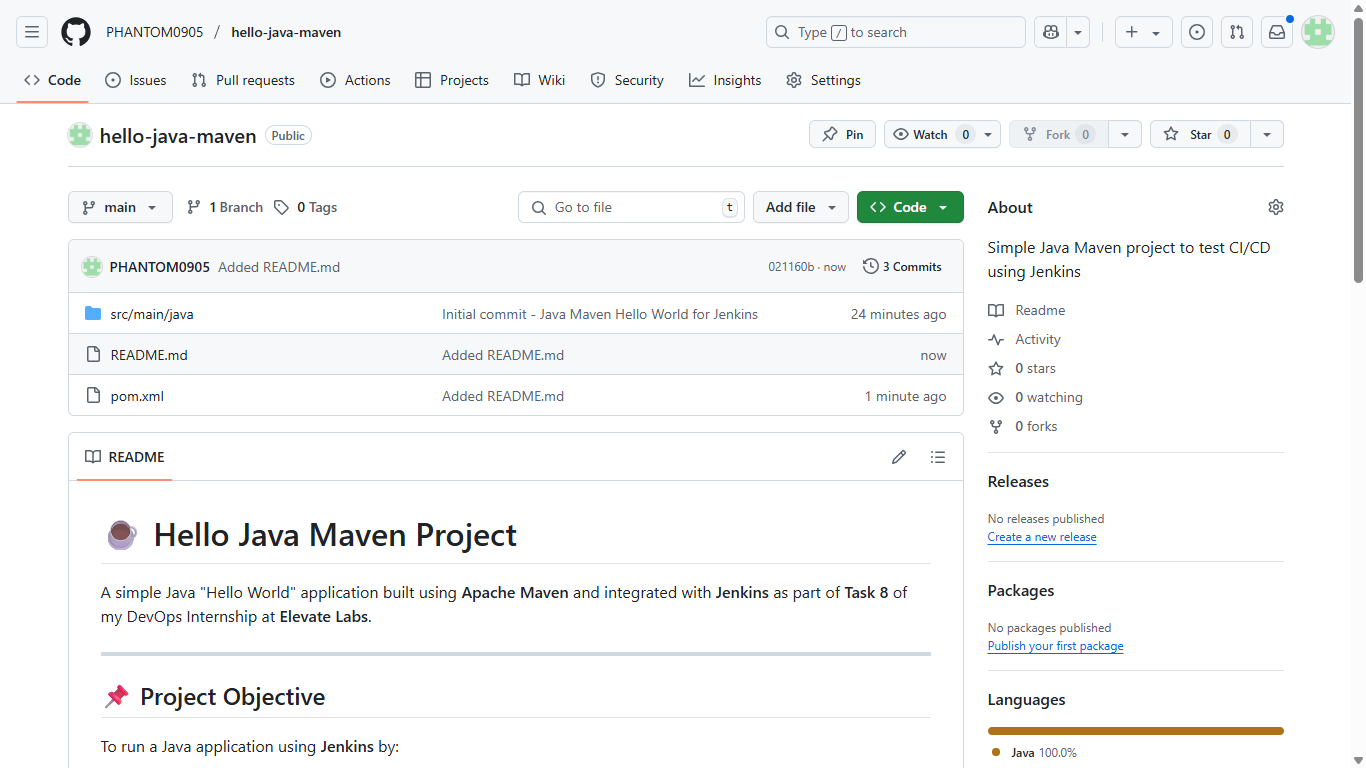 PHANTOM0905 / hello-java-maven
Type / to search
Code
Issues
Pull requests
Actions
Projects
Wiki
Security
Insights
Settings
hello-java-maven Public
Pin
Watch 0
Fork 0
Star 0
main
1 Branch
0 Tags
Go to file t
Add file
Code
PHANTOM0905 Added README.md 021160b · now 3 Commits
src/main/java Initial commit - Java Maven Hello World for Jenkins 24 minutes ago
README.md Added README.md now
pom.xml Added README.md 1 minute ago
README
Hello Java Maven Project
A simple Java "Hello World" application built using Apache Maven and integrated with Jenkins as part of Task 8 of
my DevOps Internship at Elevate Labs.
Project Objective
To run a Java application using Jenkins by:
About
Simple Java Maven project to test CI/CD
using Jenkins
Readme
Activity
0 stars
0 watching
0 forks
Releases
No releases published
Create a new release
Packages
No packages published
Publish your first package
Languages
Java 100.0%